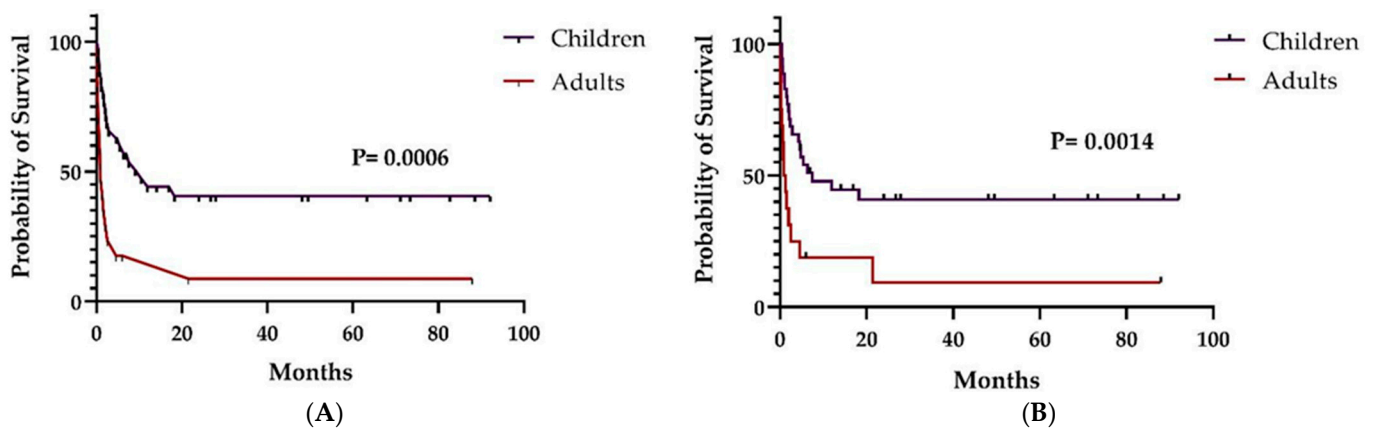 Probability of Survival
100
50
0
0 20 40 60 80 100
Months
Children
Adults
P= 0.0006
(A)
Probability of Survival
100
50
0
0 20 40 60 80 100
Months
Children
Adults
P= 0.0014
(B)